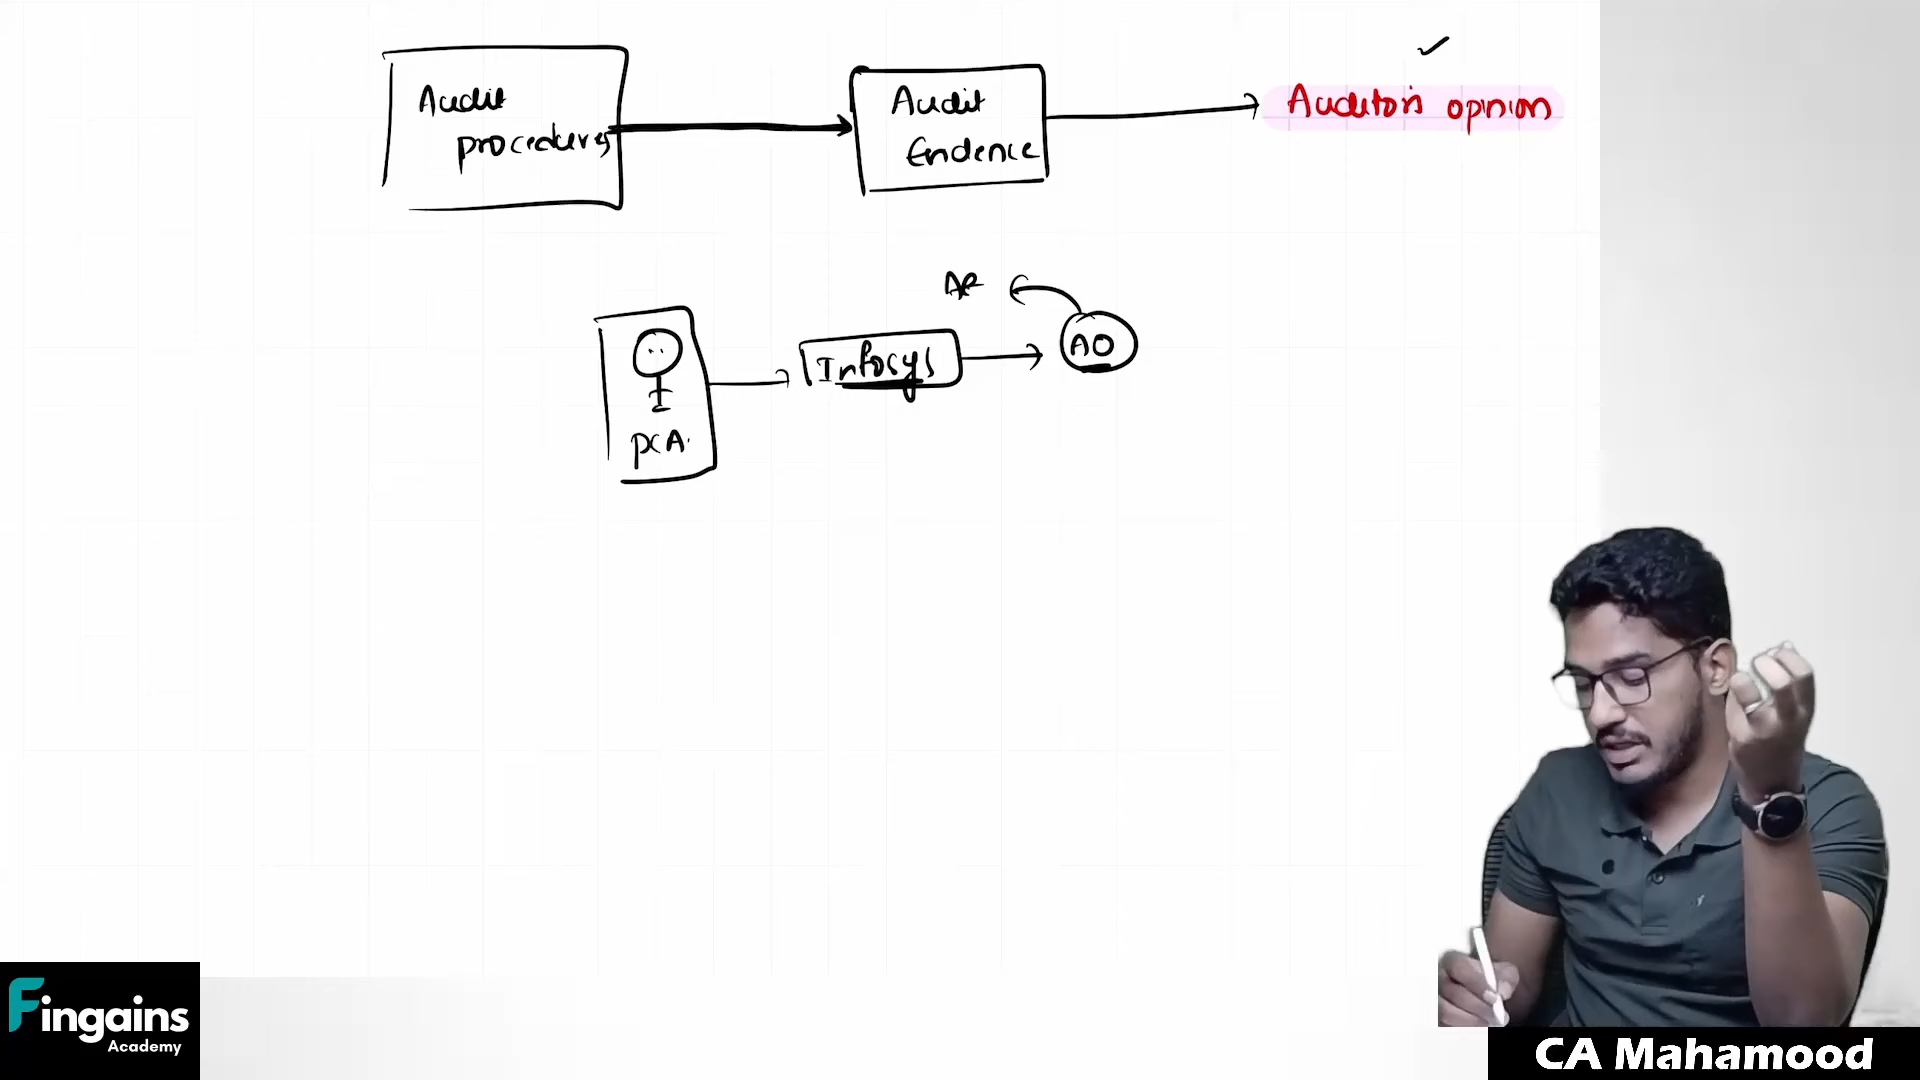 Audit
procedures
Audit
Evidence
Auditor's opinion
AR
Infosys
AO
PCA.
Fingains
Academy
CA Mahamood